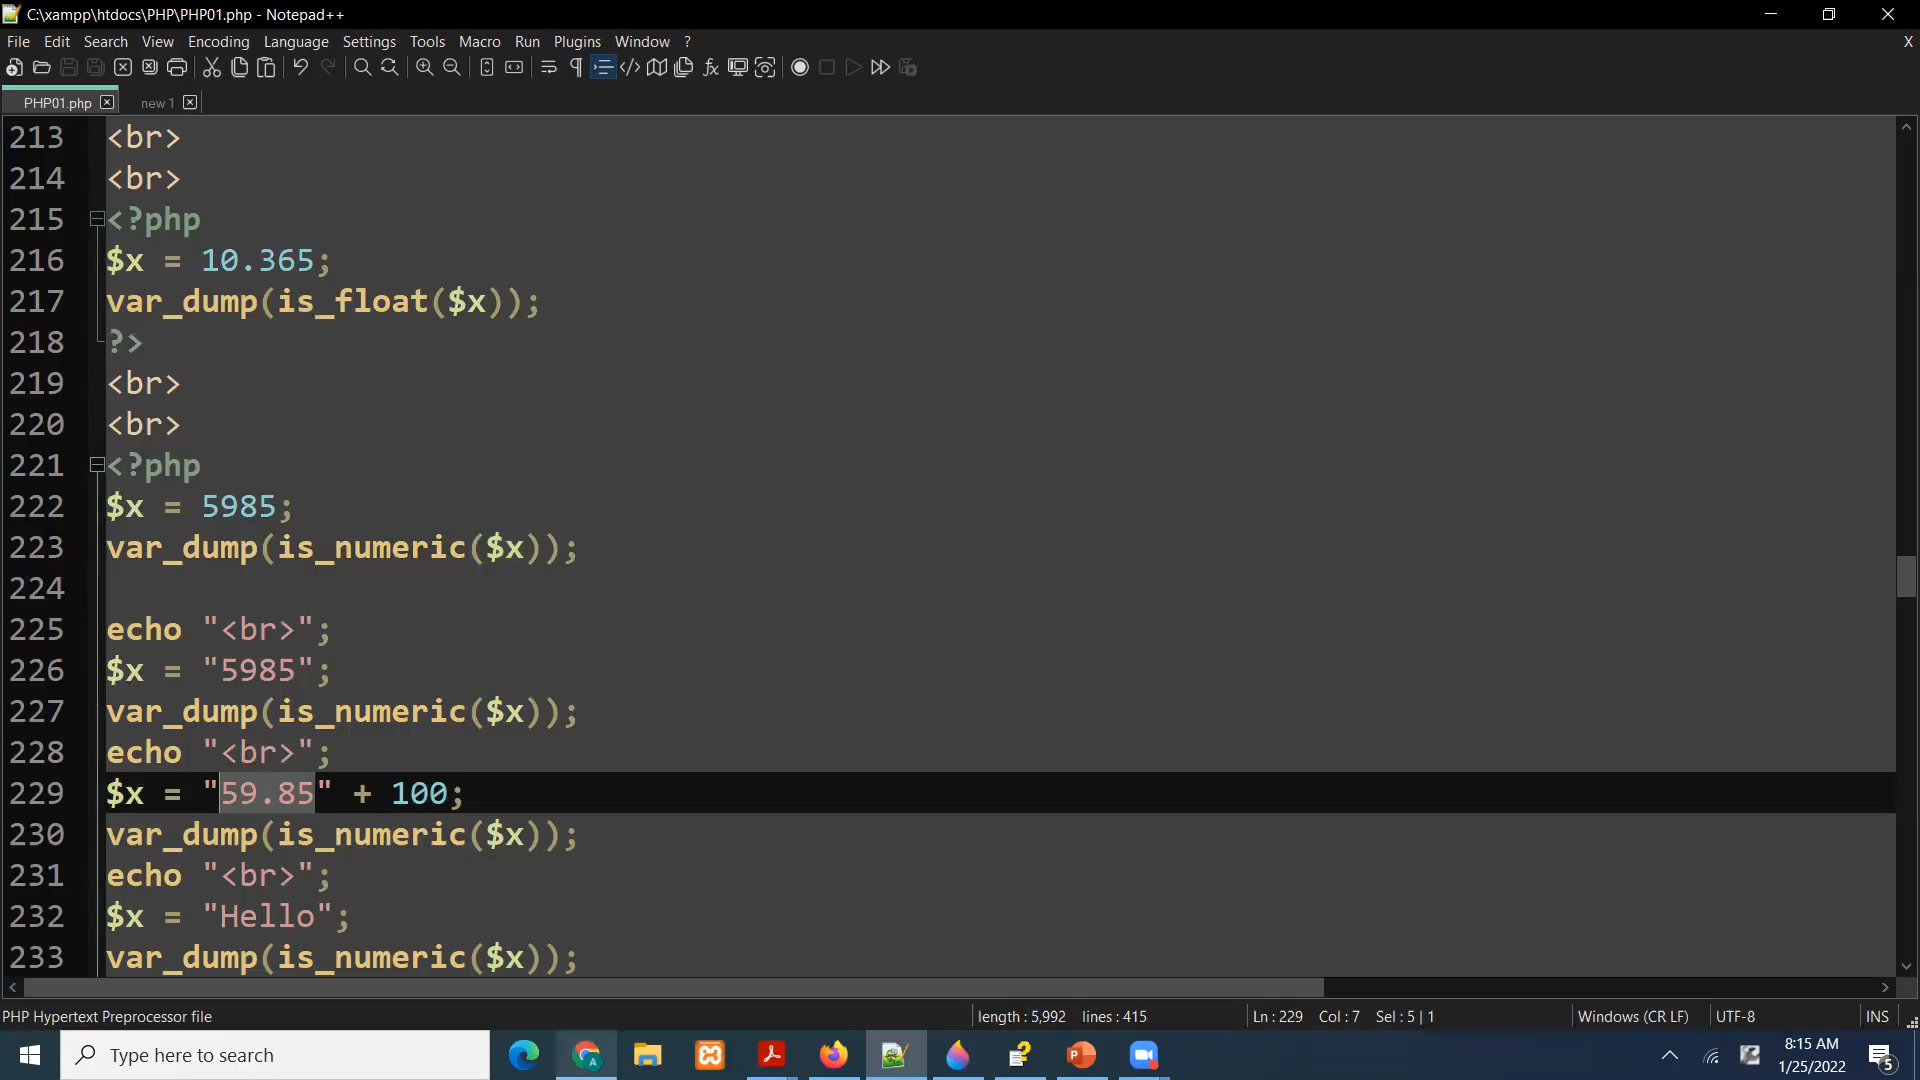 C:\xampp\htdocs\PHP\PHP01.php - Notepad++
File Edit Search View Encoding Language Settings Tools Macro Run Plugins Window ? X
PHP01.php new 1
213 <br>
214 <br>
215 <?php
216 $x = 10.365;
217 var_dump(is_float($x));
218 ?>
219 <br>
220 <br>
221 <?php
222 $x = 5985;
223 var_dump(is_numeric($x));
224
225 echo "<br>";
226 $x = "5985";
227 var_dump(is_numeric($x));
228 echo "<br>";
229 $x = "59.85" + 100;
230 var_dump(is_numeric($x));
231 echo "<br>";
232 $x = "Hello";
233 var_dump(is_numeric($x));
PHP Hypertext Preprocessor file length : 5,992 lines : 415 Ln : 229 Col : 7 Sel : 5 | 1 Windows (CR LF) UTF-8 INS
Type here to search
8:15 AM
1/25/2022
5